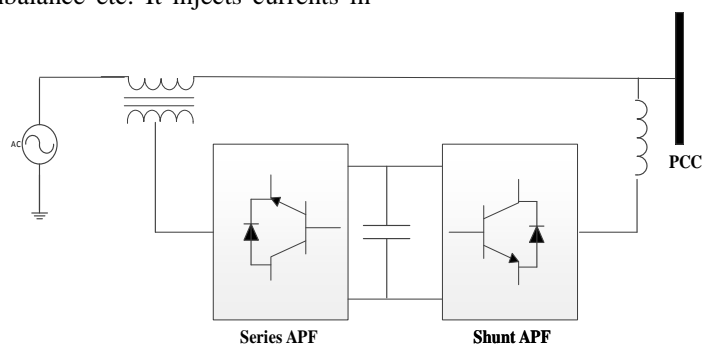 balance etc. It injects currents in
AC
PCC
Series APF
Shunt APF